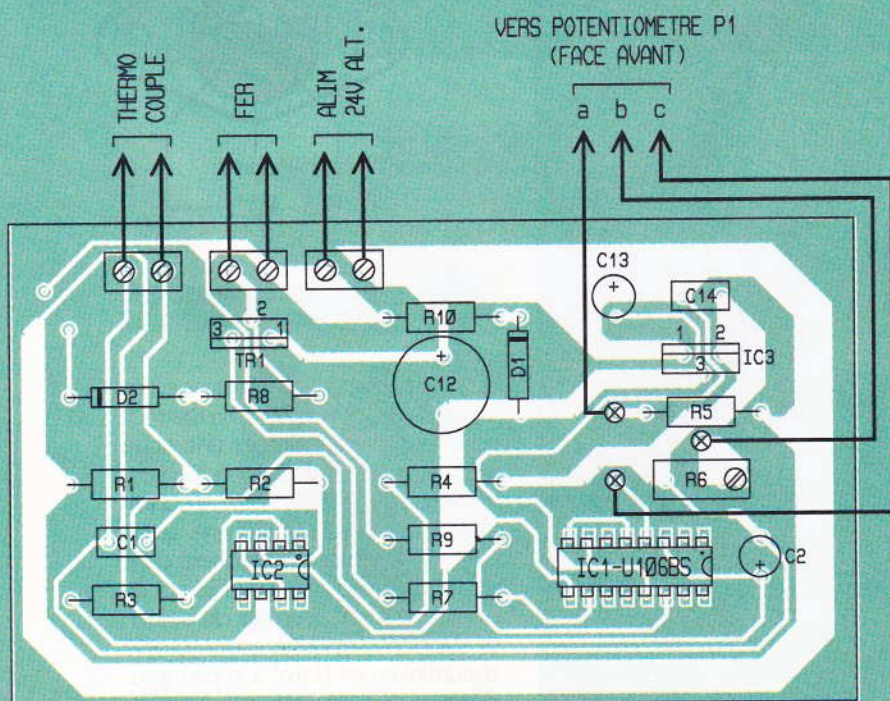 VERS POTENTIOMETRE P1
(FACE AVANT)
THERMO
COUPLE
FER
ALIM
24V ALT.
a b c
C13
C14
2
3 1
TR1
R10
D1
1 2
3
IC3
C12
D2
R8
R5
R1
R2
R4
R6
C1
IC2
R9
IC1-U106BS
C2
R3
R7